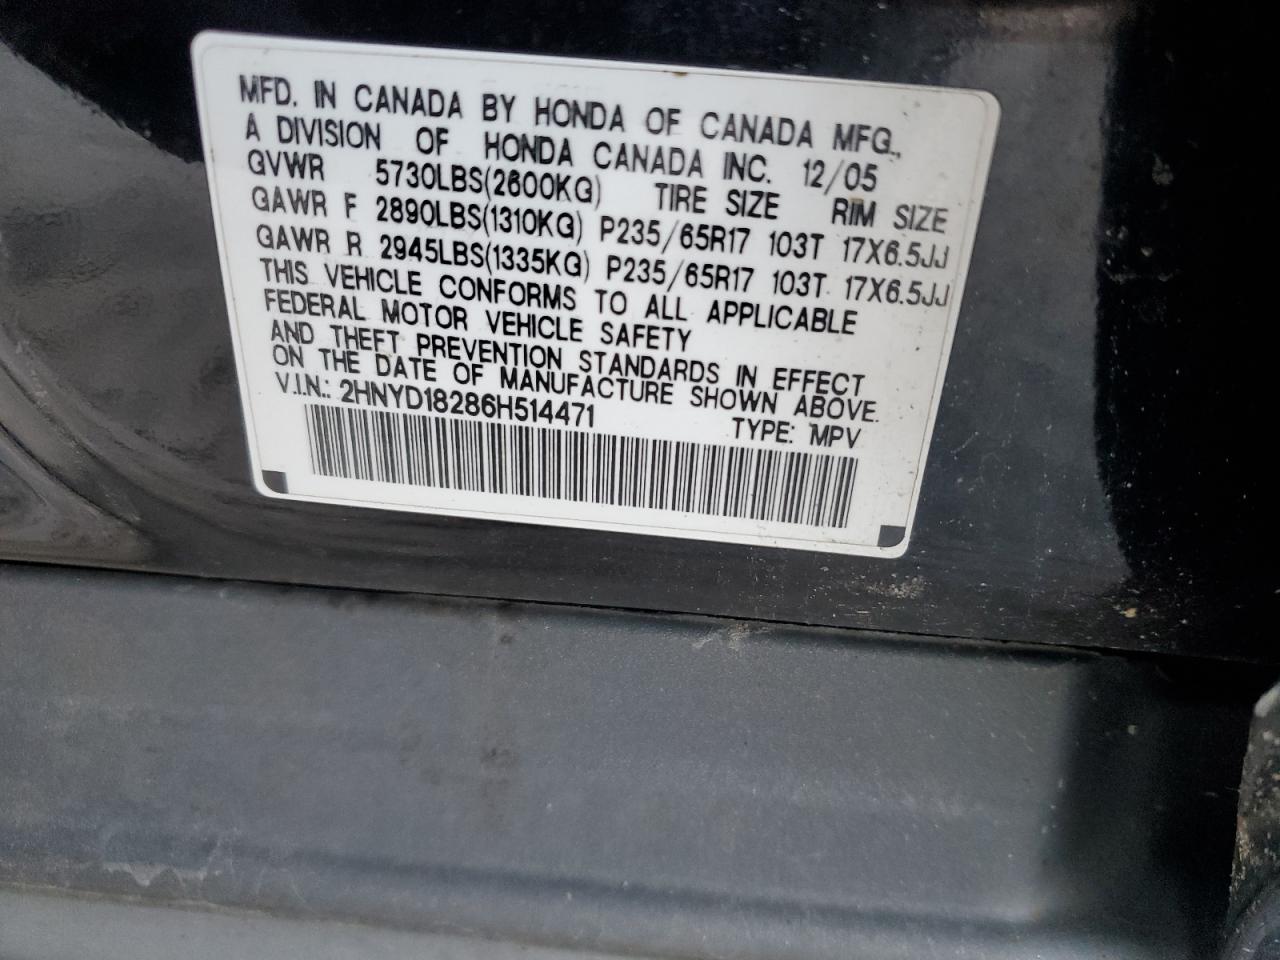 MFD. IN CANADA BY HONDA OF CANADA MFG.,
A DIVISION OF HONDA CANADA INC. 12/05
GVWR 5730LBS(2600KG) TIRE SIZE RIM SIZE
GAWR F 2890LBS(1310KG) P235/65R17 103T 17X6.5JJ
GAWR R 2945LBS(1335KG) P235/65R17 103T 17X6.5JJ
THIS VEHICLE CONFORMS TO ALL APPLICABLE
FEDERAL MOTOR VEHICLE SAFETY
AND THEFT PREVENTION STANDARDS IN EFFECT
ON THE DATE OF MANUFACTURE SHOWN ABOVE.
V.I.N.: 2HNYD18286H514471 TYPE: MPV